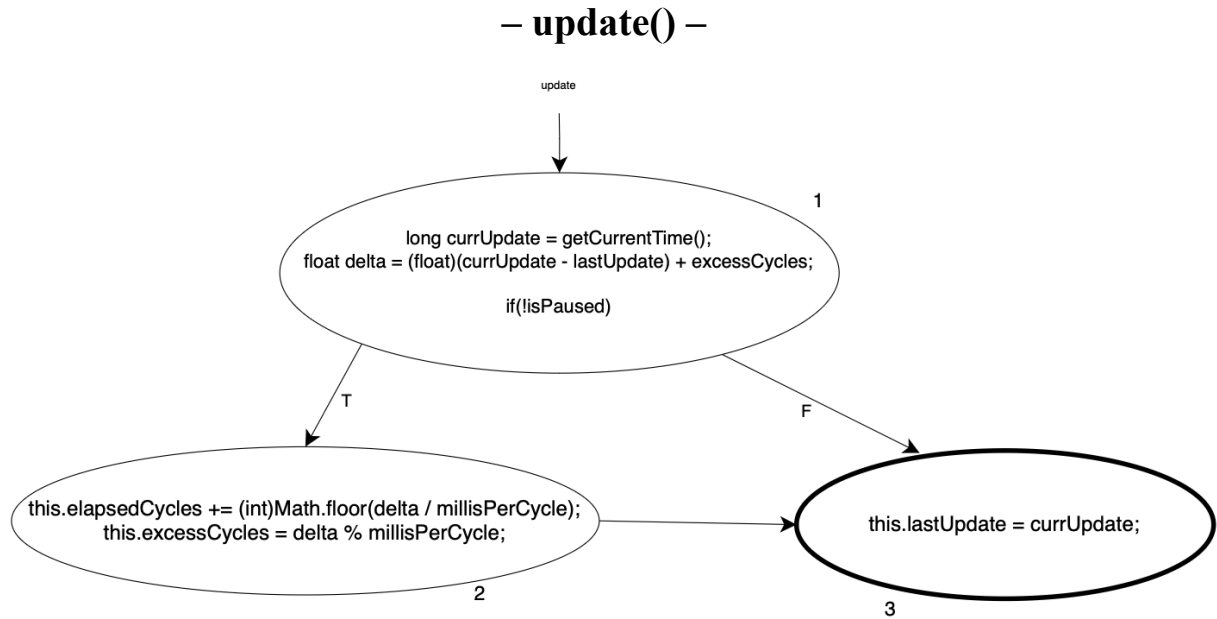 – update() –
update
1
long currUpdate = getCurrentTime();
float delta = (float)(currUpdate - lastUpdate) + excessCycles;
if(!isPaused)
T
F
this.elapsedCycles += (int)Math.floor(delta / millisPerCycle);
this.excessCycles = delta % millisPerCycle;
2
this.lastUpdate = currUpdate;
3